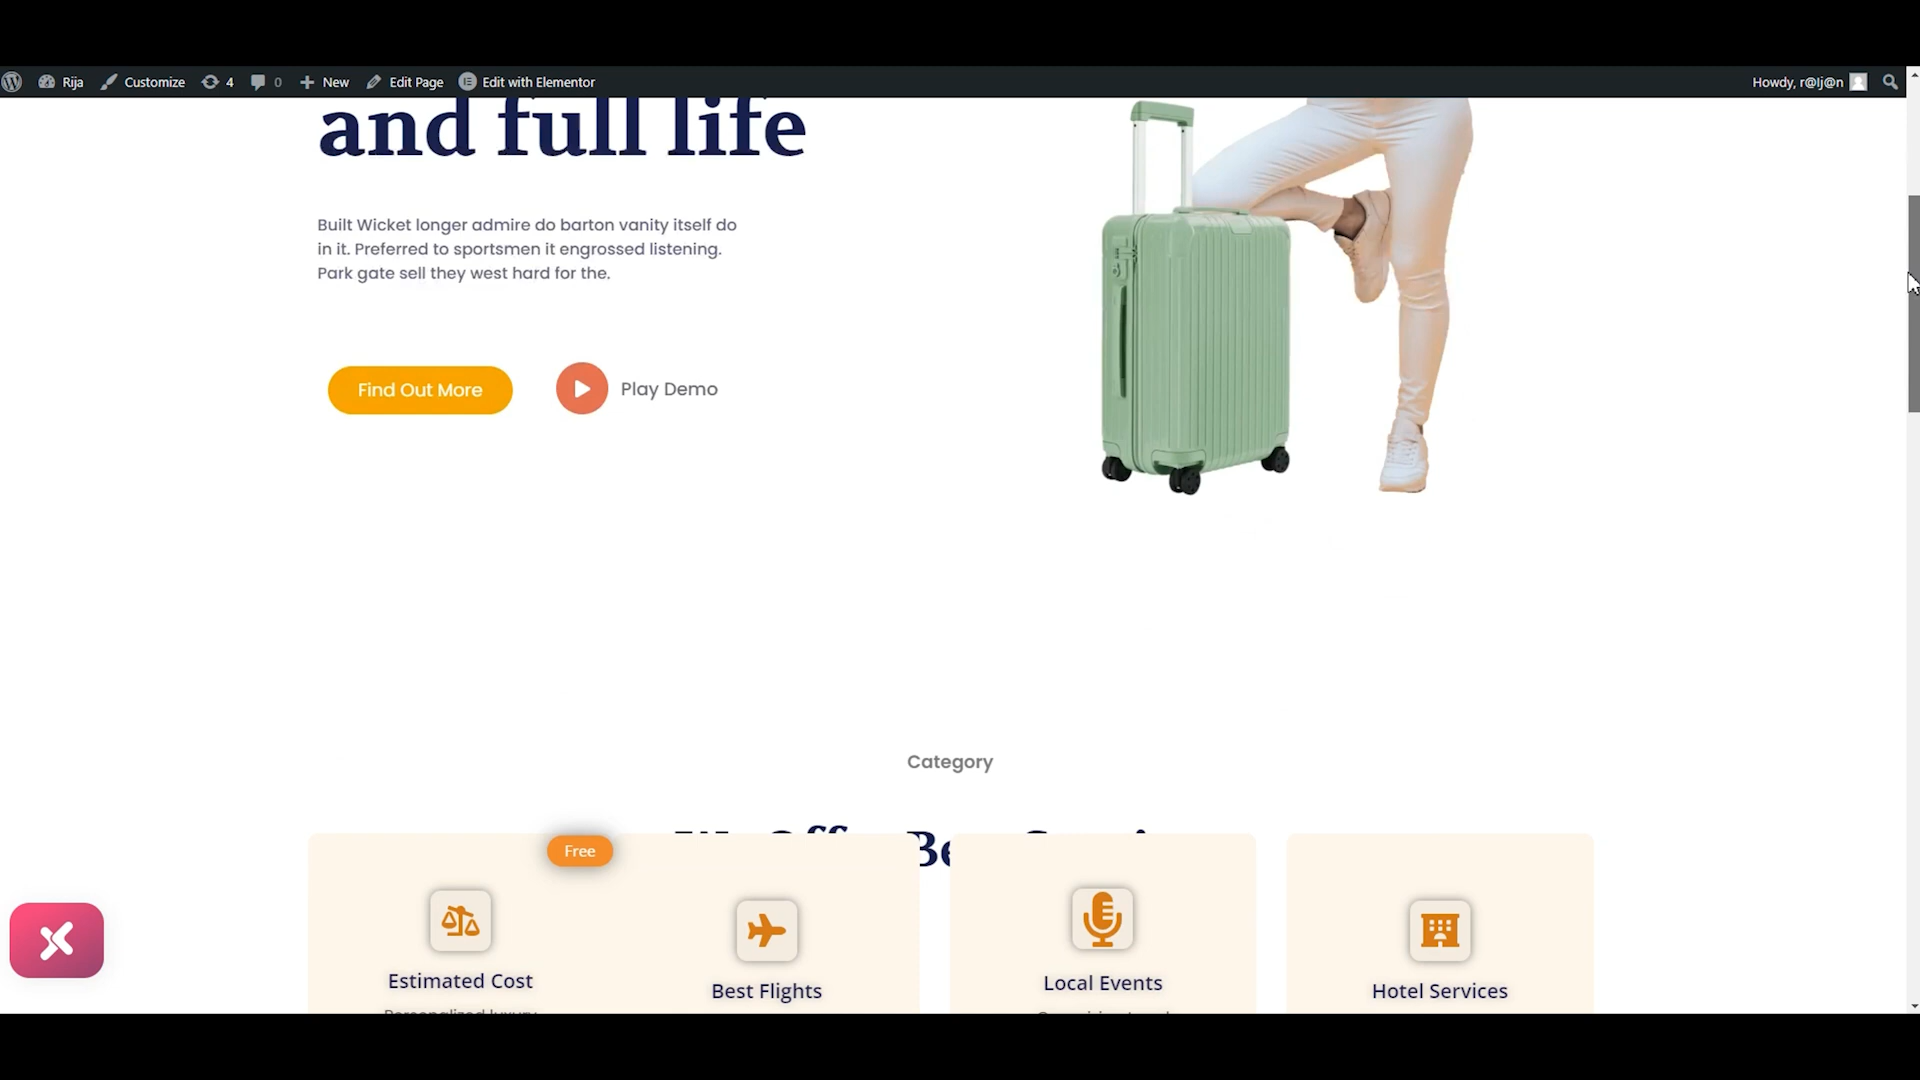 Rija Customize 4 0 New Edit Page Edit with Elementor Howdy, r@Ij@n
and full life
Built Wicket longer admire do barton vanity itself do
in it. Preferred to sportsmen it engrossed listening.
Park gate sell they west hard for the.
Find Out More Play Demo
Category
Free
Estimated Cost
Best Flights
Local Events
Hotel Services